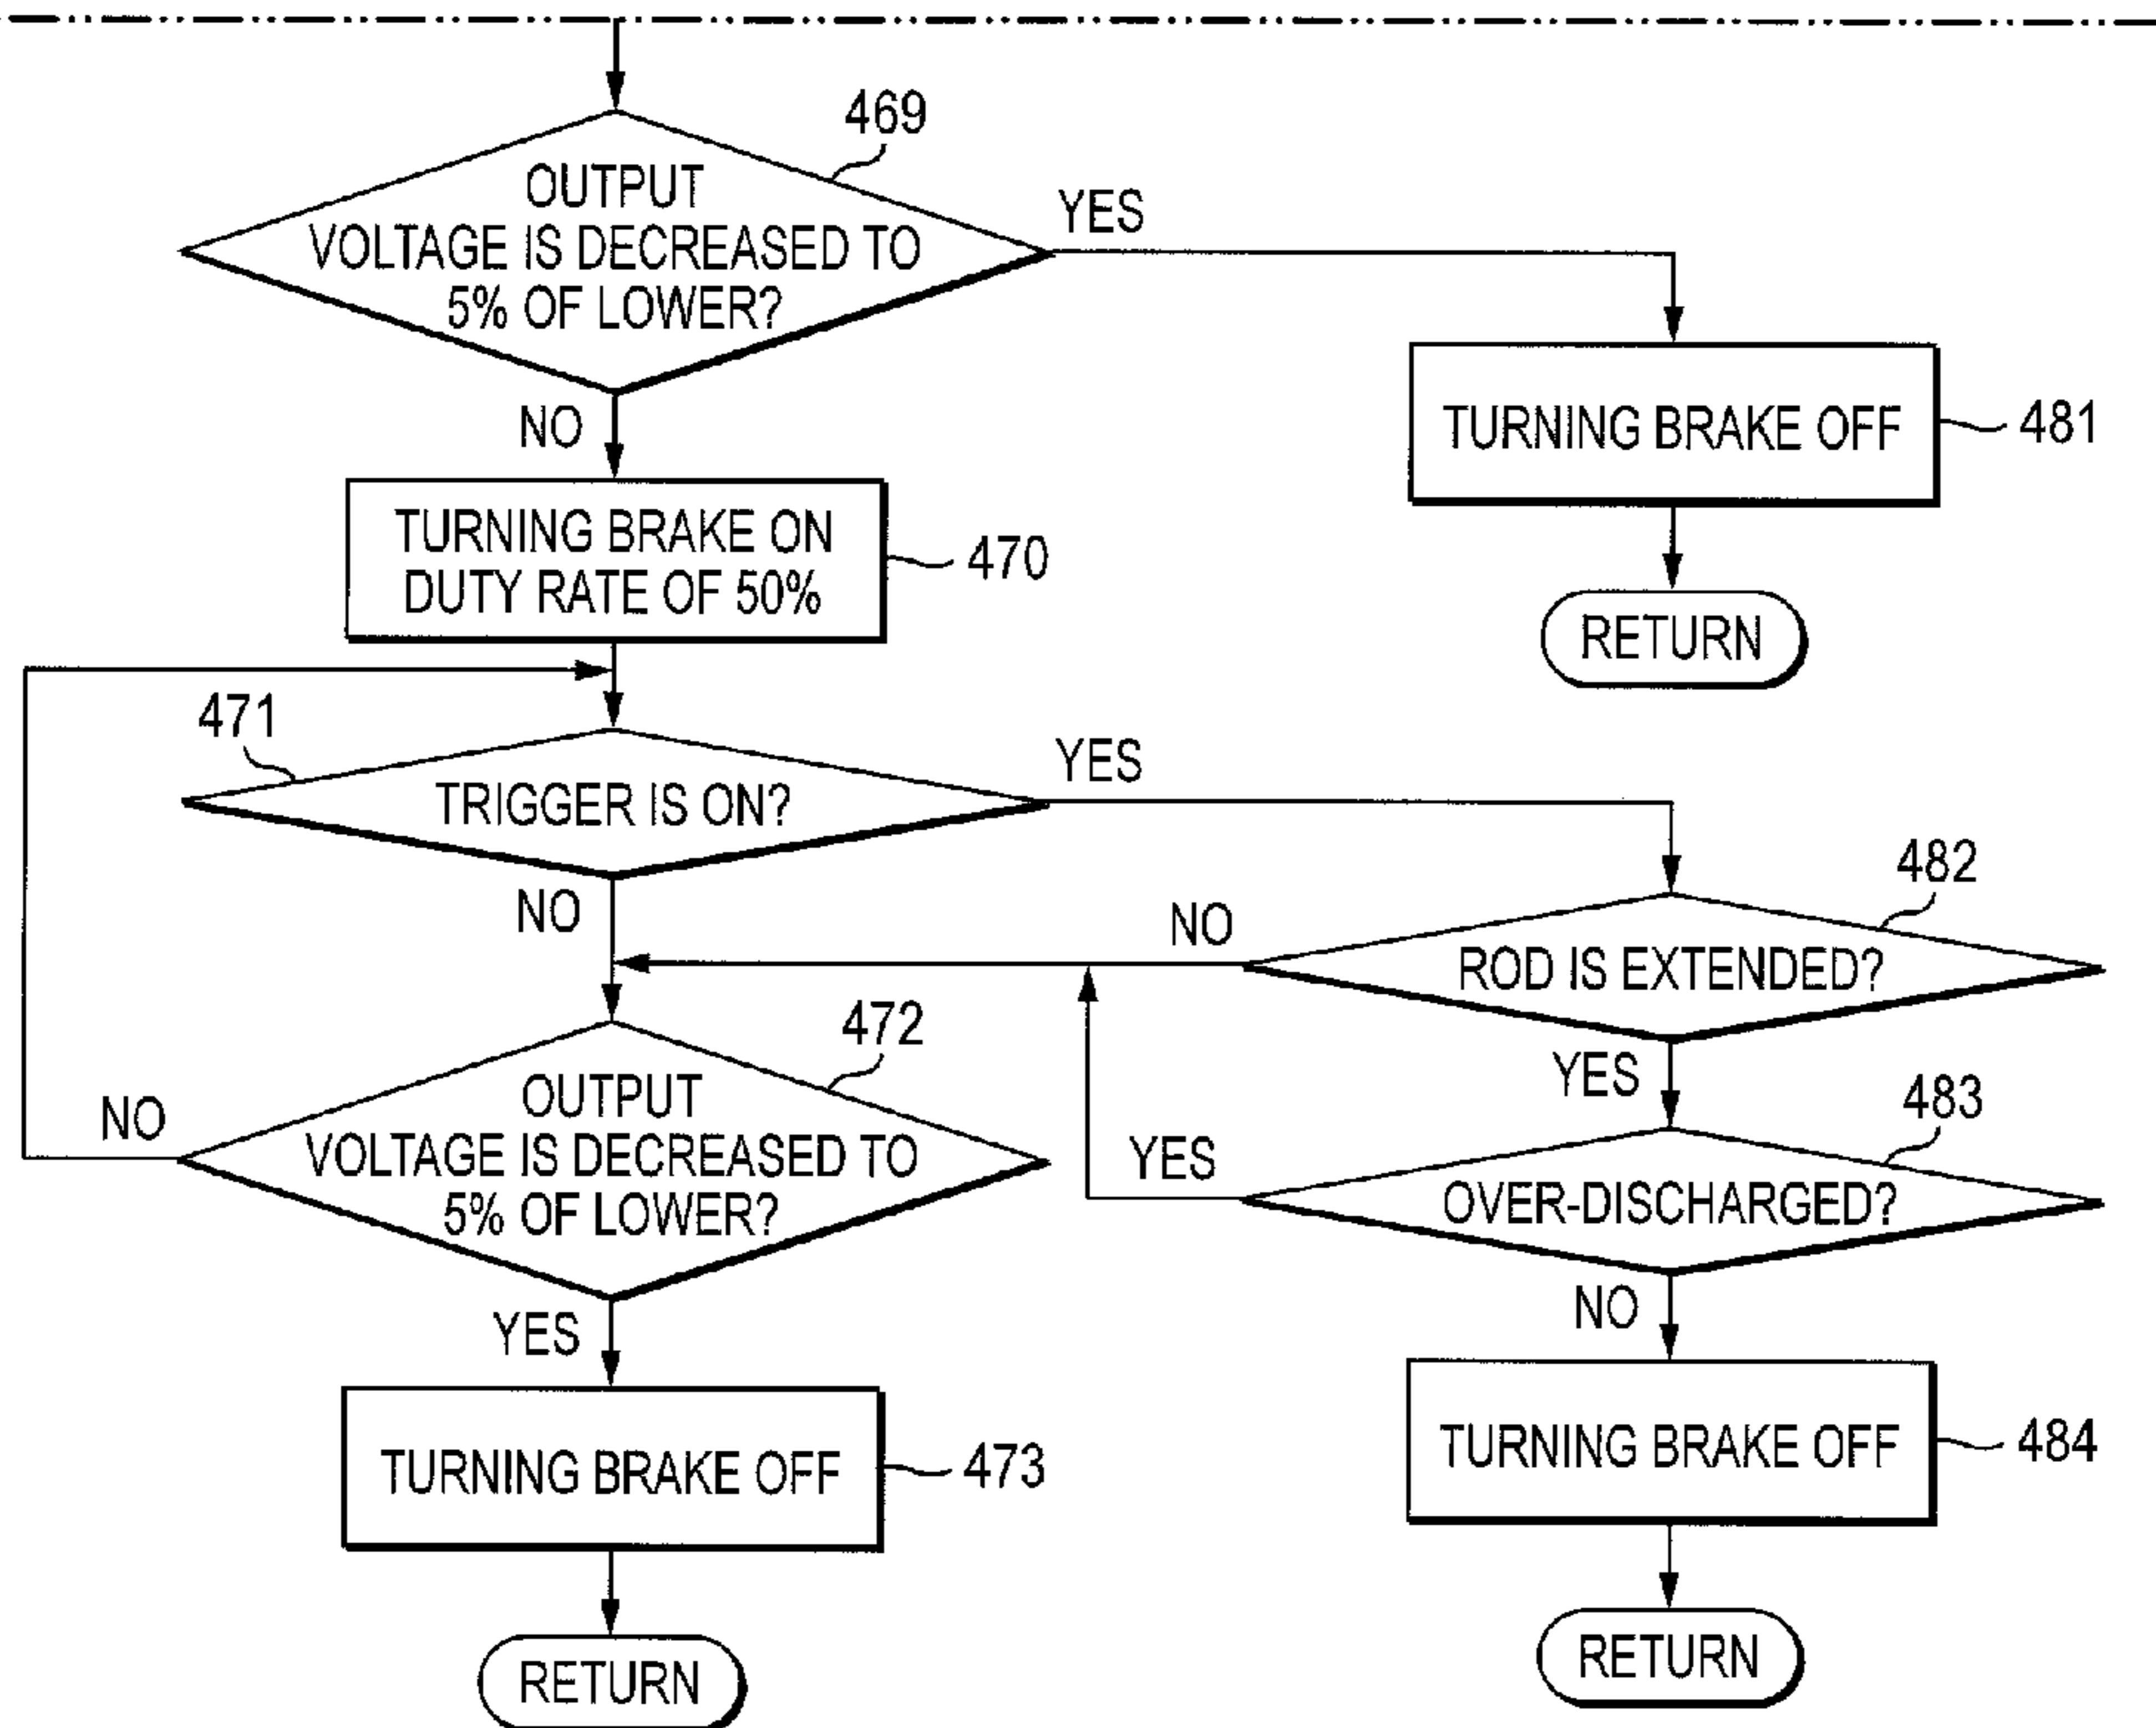 469
OUTPUT
VOLTAGE IS DECREASED TO
5% OF LOWER?
YES
NO
TURNING BRAKE OFF
481
RETURN
TURNING BRAKE ON
DUTY RATE OF 50%
470
471
TRIGGER IS ON?
YES
NO
482
ROD IS EXTENDED?
NO
YES
472
OUTPUT
VOLTAGE IS DECREASED TO
5% OF LOWER?
NO
YES
483
OVER-DISCHARGED?
YES
NO
TURNING BRAKE OFF
473
RETURN
TURNING BRAKE OFF
484
RETURN